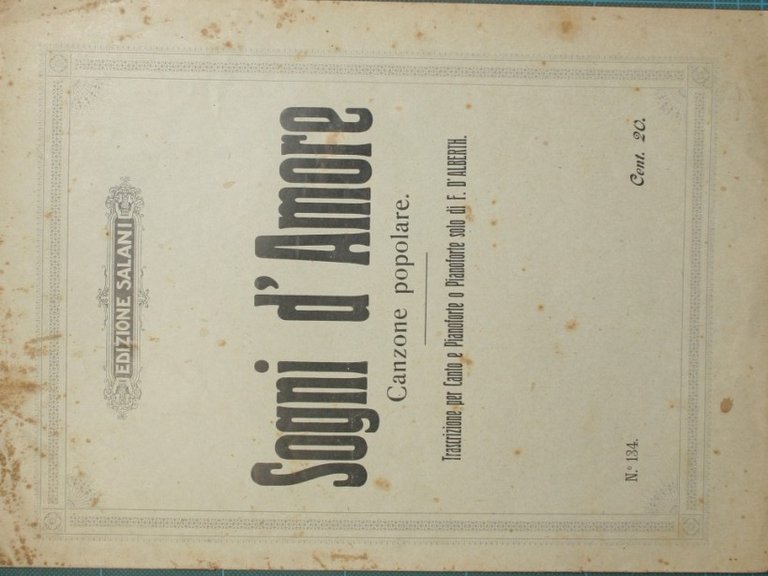 EDIZIONE SALANI
Sogni d'Amore
Canzone popolare.
Trascrizione per Canto e Pianoforte o Pianoforte solo di F. D'ALBERTH.
N.º 134.
Cent. 20.